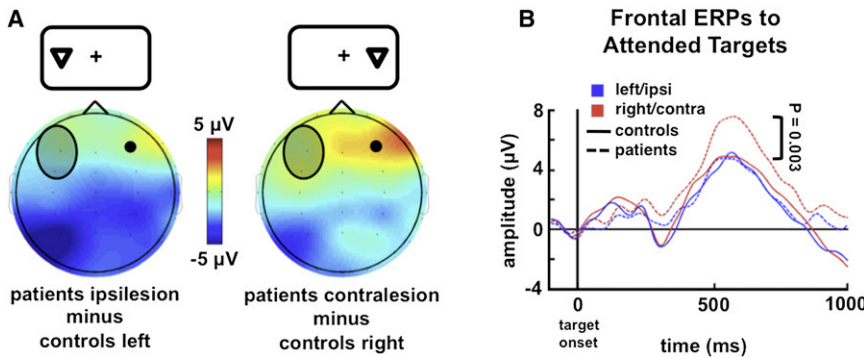 A
+
+
5 µV
-5 µV
patients ipsilesion
minus
controls left
patients contralesion
minus
controls right
B
Frontal ERPs to
Attended Targets
left/ipsi
right/contra
controls
patients
P = 0.003
amplitude (µV)
8
4
0
-4
0
500
1000
target
onset
time (ms)